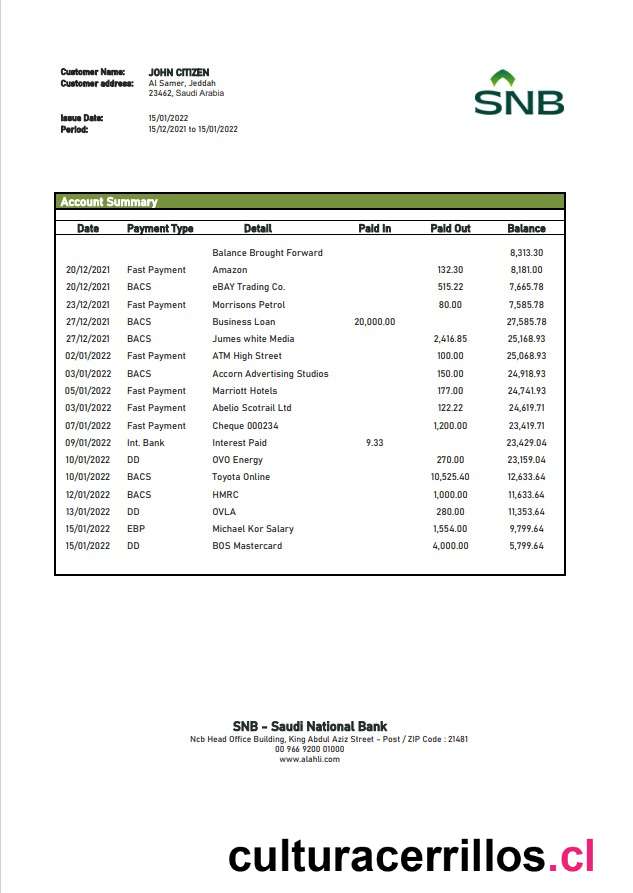 Customer Name: JOHN CITIZEN
Customer address: Al Samer, Jeddah
23462, Saudi Arabia
SNB
Issue Date: 15/01/2022
Period: 15/12/2021 to 15/01/2022
Account Summary
Date Payment Type Detail Paid In Paid Out Balance
Balance Brought Forward 8,313.30
20/12/2021 Fast Payment Amazon 132.30 8,181.00
20/12/2021 BACS eBAY Trading Co. 515.22 7,665.78
23/12/2021 Fast Payment Morrisons Petrol 80.00 7,585.78
27/12/2021 BACS Business Loan 20,000.00 27,585.78
27/12/2021 BACS Jumes white Media 2,416.85 25,168.93
02/01/2022 Fast Payment ATM High Street 100.00 25,068.93
03/01/2022 BACS Accorn Advertising Studios 150.00 24,918.93
05/01/2022 Fast Payment Marriott Hotels 177.00 24,741.93
03/01/2022 Fast Payment Abelio Scotrail Ltd 122.22 24,619.71
07/01/2022 Fast Payment Cheque 000234 1,200.00 23,419.71
09/01/2022 Int. Bank Interest Paid 9.33 23,429.04
10/01/2022 DD OVO Energy 270.00 23,159.04
10/01/2022 BACS Toyota Online 10,525.40 12,633.64
12/01/2022 BACS HMRC 1,000.00 11,633.64
13/01/2022 DD OVLA 280.00 11,353.64
15/01/2022 EBP Michael Kor Salary 1,554.00 9,799.64
15/01/2022 DD BOS Mastercard 4,000.00 5,799.64
SNB - Saudi National Bank
Ncb Head Office Building, King Abdul Aziz Street - Post / ZIP Code : 21481
00 966 9200 01000
www.alahli.com
culturacerrillos.cl